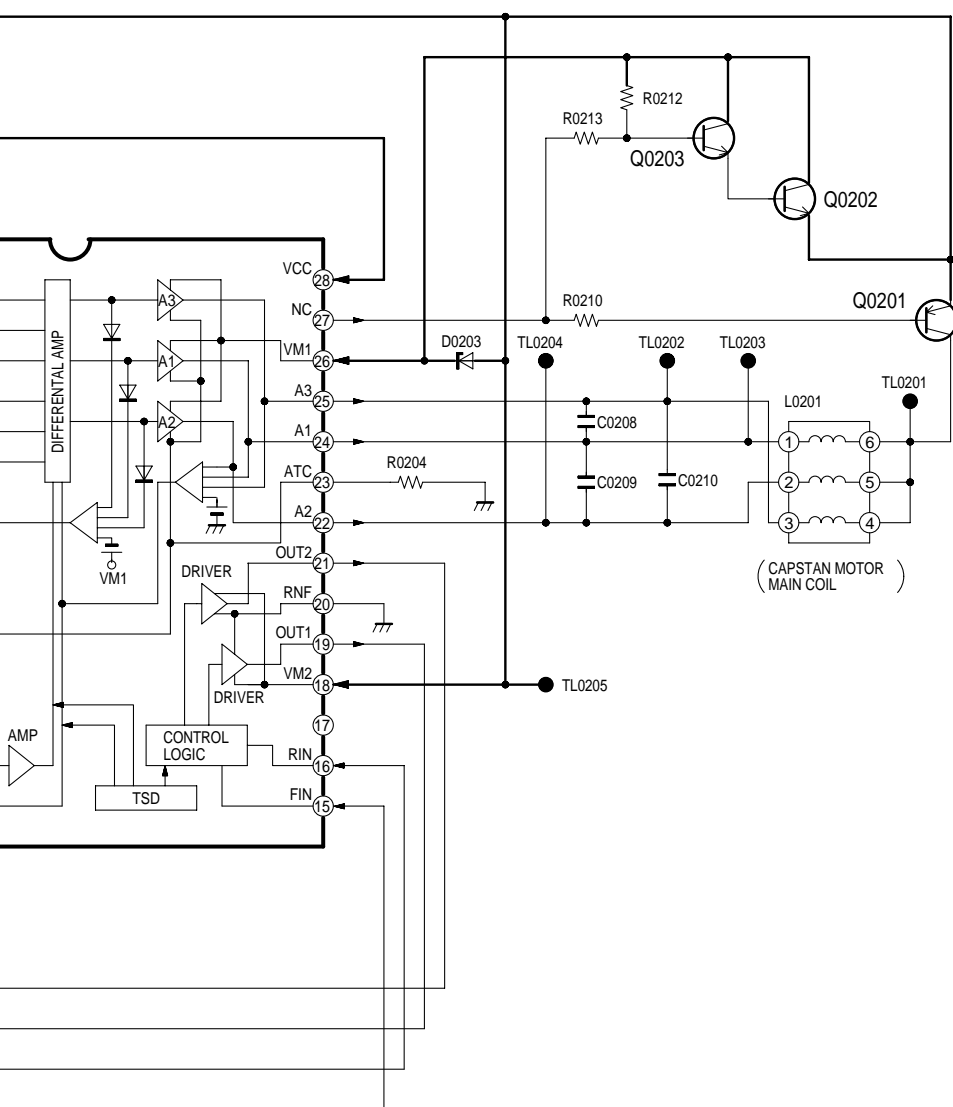 R0212
R0213
Q0203
Q0202
VCC
28
NC
27
R0210
Q0201
DIFFERENTAL AMP
A3
A1
A2
VM1
26
D0203
TL0204
TL0202
TL0203
A3
25
L0201
TL0201
C0208
A1
24
1
6
ATC
23
R0204
C0209
C0210
2
5
A2
22
3
4
OUT2
21
(CAPSTAN MOTOR
MAIN COIL)
VM1
DRIVER
RNF
20
OUT1
19
VM2
18
TL0205
DRIVER
17
AMP
CONTROL
LOGIC
RIN
16
TSD
FIN
15